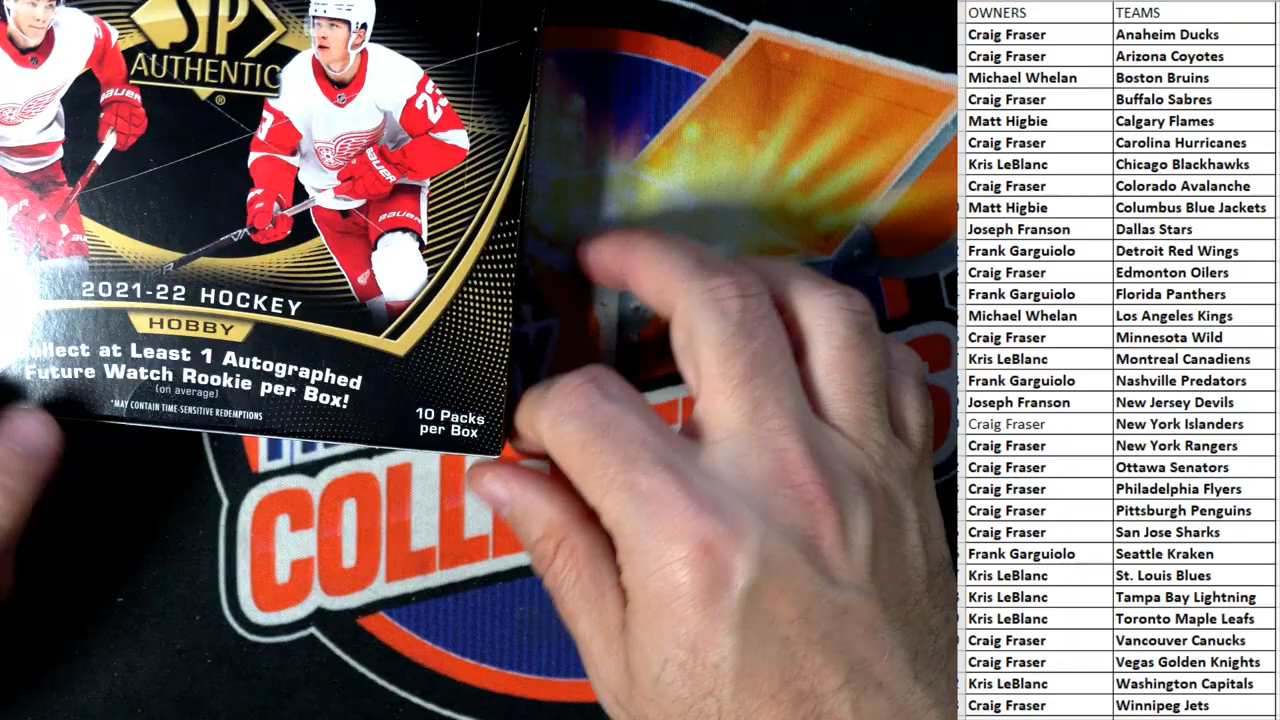 SP
AUTHENTIC
®
23
BAUER
BAUER
2021-22 HOCKEY
HOBBY
ollect at Least 1 Autographed
Future Watch Rookie per Box!
(on average)
*MAY CONTAIN TIME-SENSITIVE REDEMPTIONS
10 Packs
per Box
COLLE
S
OWNERS TEAMS
Craig Fraser Anaheim Ducks
Craig Fraser Arizona Coyotes
Michael Whelan Boston Bruins
Craig Fraser Buffalo Sabres
Matt Higbie Calgary Flames
Craig Fraser Carolina Hurricanes
Kris LeBlanc Chicago Blackhawks
Craig Fraser Colorado Avalanche
Matt Higbie Columbus Blue Jackets
Joseph Franson Dallas Stars
Frank Garguiolo Detroit Red Wings
Craig Fraser Edmonton Oilers
Frank Garguiolo Florida Panthers
Michael Whelan Los Angeles Kings
Craig Fraser Minnesota Wild
Kris LeBlanc Montreal Canadiens
Frank Garguiolo Nashville Predators
Joseph Franson New Jersey Devils
Craig Fraser New York Islanders
Craig Fraser New York Rangers
Craig Fraser Ottawa Senators
Craig Fraser Philadelphia Flyers
Craig Fraser Pittsburgh Penguins
Craig Fraser San Jose Sharks
Frank Garguiolo Seattle Kraken
Kris LeBlanc St. Louis Blues
Kris LeBlanc Tampa Bay Lightning
Kris LeBlanc Toronto Maple Leafs
Craig Fraser Vancouver Canucks
Craig Fraser Vegas Golden Knights
Kris LeBlanc Washington Capitals
Craig Fraser Winnipeg Jets